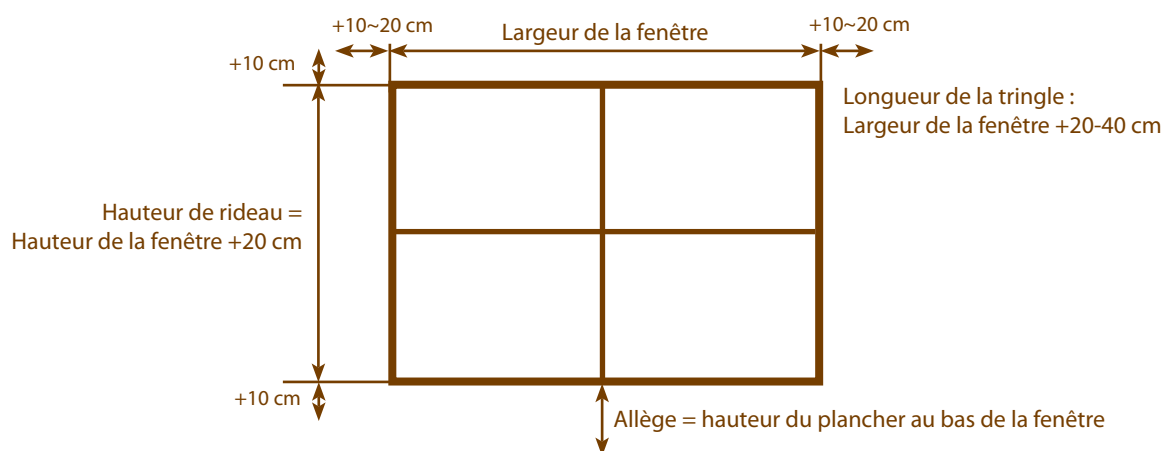 +10~20 cm
Largeur de la fenêtre
+10~20 cm
+10 cm
Longueur de la tringle :
Largeur de la fenêtre +20-40 cm
Hauteur de rideau =
Hauteur de la fenêtre +20 cm
+10 cm
Allège = hauteur du plancher au bas de la fenêtre